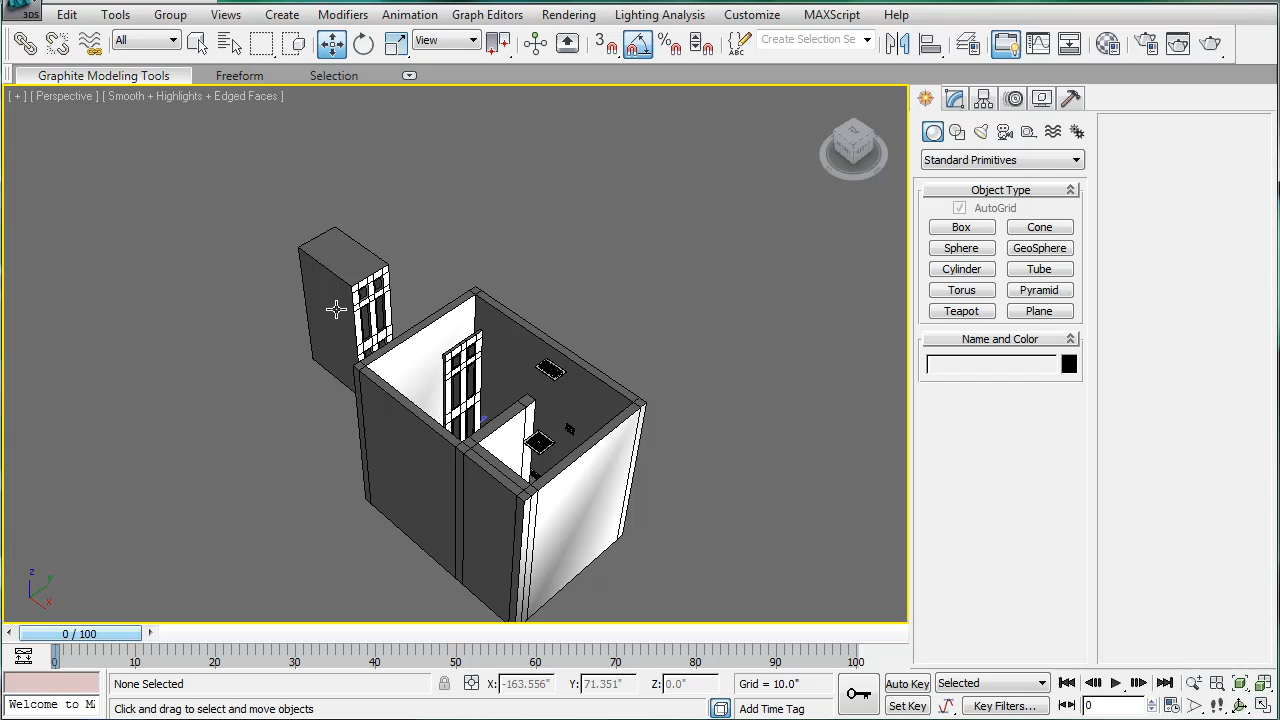 3DS Edit Tools Group Views Create Modifiers Animation Graph Editors Rendering Lighting Analysis Customize MAXScript Help
All View 3 ABC Create Selection Se
Graphite Modeling Tools Freeform Selection
[ + ] [ Perspective ] [ Smooth + Highlights + Edged Faces ]
TOP
Standard Primitives
Object Type
AutoGrid
Box Cone
Sphere GeoSphere
Cylinder Tube
Torus Pyramid
Teapot Plane
Name and Color
z
y
x
0 / 100
0 10 20 30 40 50 60 70 80 90 100
None Selected X: -163.556" Y: 71.351" Z: 0.0" Grid = 10.0" Auto Key Selected
Welcome to M Click and drag to select and move objects Add Time Tag Set Key Key Filters... 0